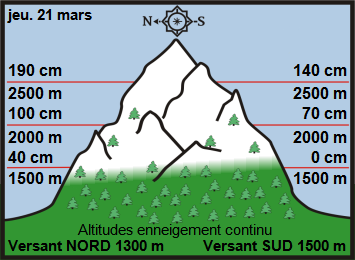 jeu. 21 mars
N S
190 cm 140 cm
2500 m 2500 m
100 cm 70 cm
2000 m 2000 m
40 cm 0 cm
1500 m 1500 m
Altitudes enneigement continu
Versant NORD 1300 m Versant SUD 1500 m